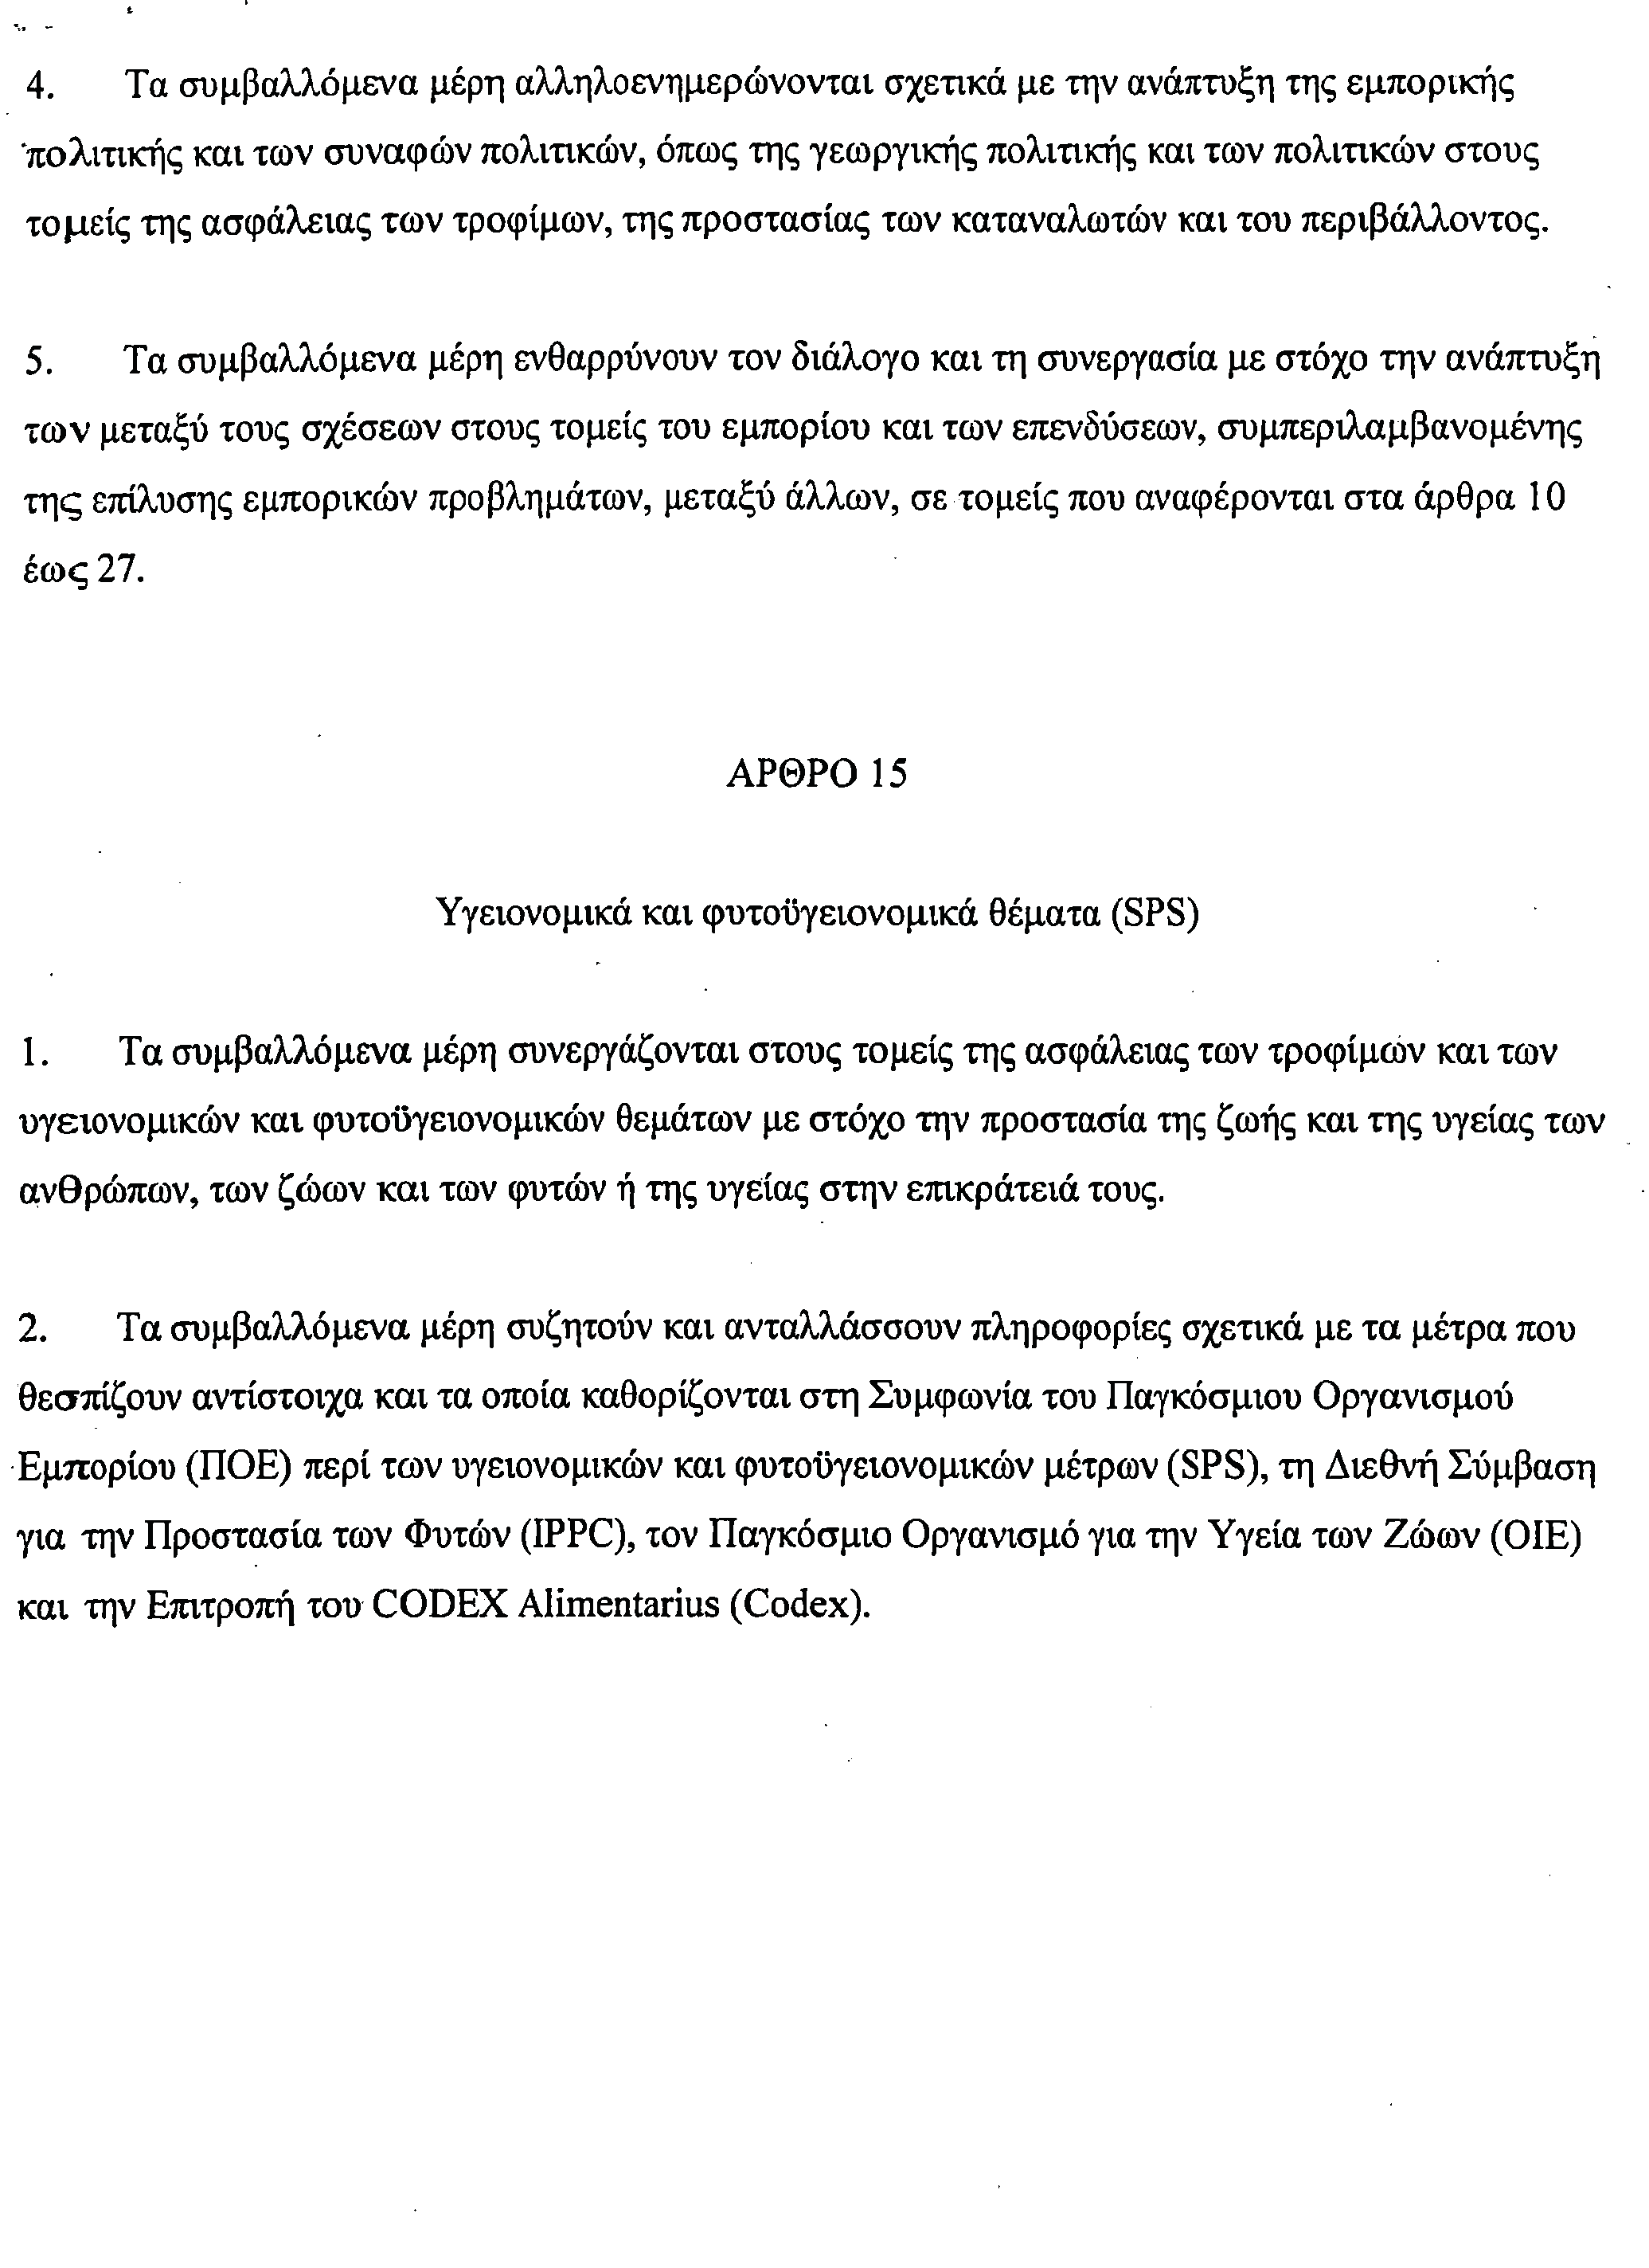 4. Τα συμβαλλόμενα μέρη αλληλοενημερώνονται σχετικά με την ανάπτυξη της εμπορικής
πολιτικής και των συναφών πολιτικών, όπως της γεωργικής πολιτικής και των πολιτικών στους
τομείς της ασφάλειας των τροφίμων, της προστασίας των καταναλωτών και του περιβάλλοντος.
5. Τα συμβαλλόμενα μέρη ενθαρρύνουν τον διάλογο και τη συνεργασία με στόχο την ανάπτυξη
των μεταξύ τους σχέσεων στους τομείς του εμπορίου και των επενδύσεων, συμπεριλαμβανομένης
της επίλυσης εμπορικών προβλημάτων, μεταξύ άλλων, σε τομείς που αναφέρονται στα άρθρα 10
έως 27.
ΑΡΘΡΟ 15
Υγειονομικά και φυτοϋγειονομικά θέματα (SPS)
1. Τα συμβαλλόμενα μέρη συνεργάζονται στους τομείς της ασφάλειας των τροφίμων και των
υγειονομικών και φυτοϋγειονομικών θεμάτων με στόχο την προστασία της ζωής και της υγείας των
ανθρώπων, των ζώων και των φυτών ή της υγείας στην επικράτειά τους.
2. Τα συμβαλλόμενα μέρη συζητούν και ανταλλάσσουν πληροφορίες σχετικά με τα μέτρα που
θεσπίζουν αντίστοιχα και τα οποία καθορίζονται στη Συμφωνία του Παγκόσμιου Οργανισμού
Εμπορίου (ΠΟΕ) περί των υγειονομικών και φυτοϋγειονομικών μέτρων (SPS), τη Διεθνή Σύμβαση
για την Προστασία των Φυτών (IPPC), τον Παγκόσμιο Οργανισμό για την Υγεία των Ζώων (OIE)
και την Επιτροπή του CODEX Alimentarius (Codex).